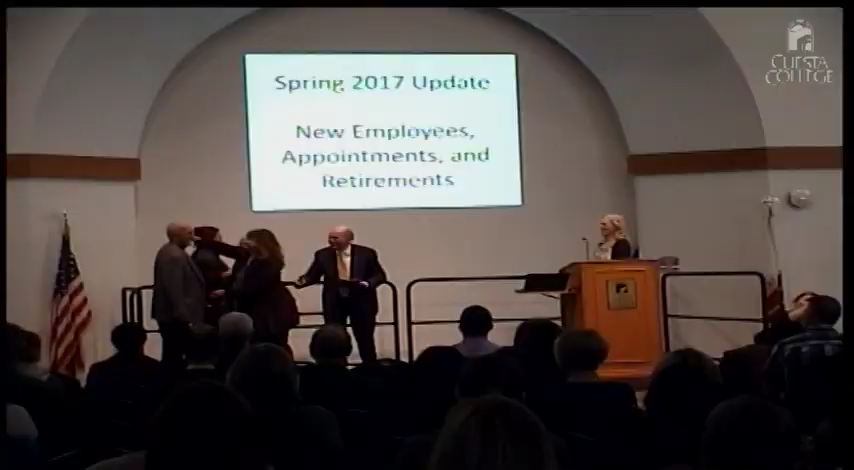 Spring 2017 Update
New Employees,
Appointments, and
Retirements
CUESTA
COLLEGE